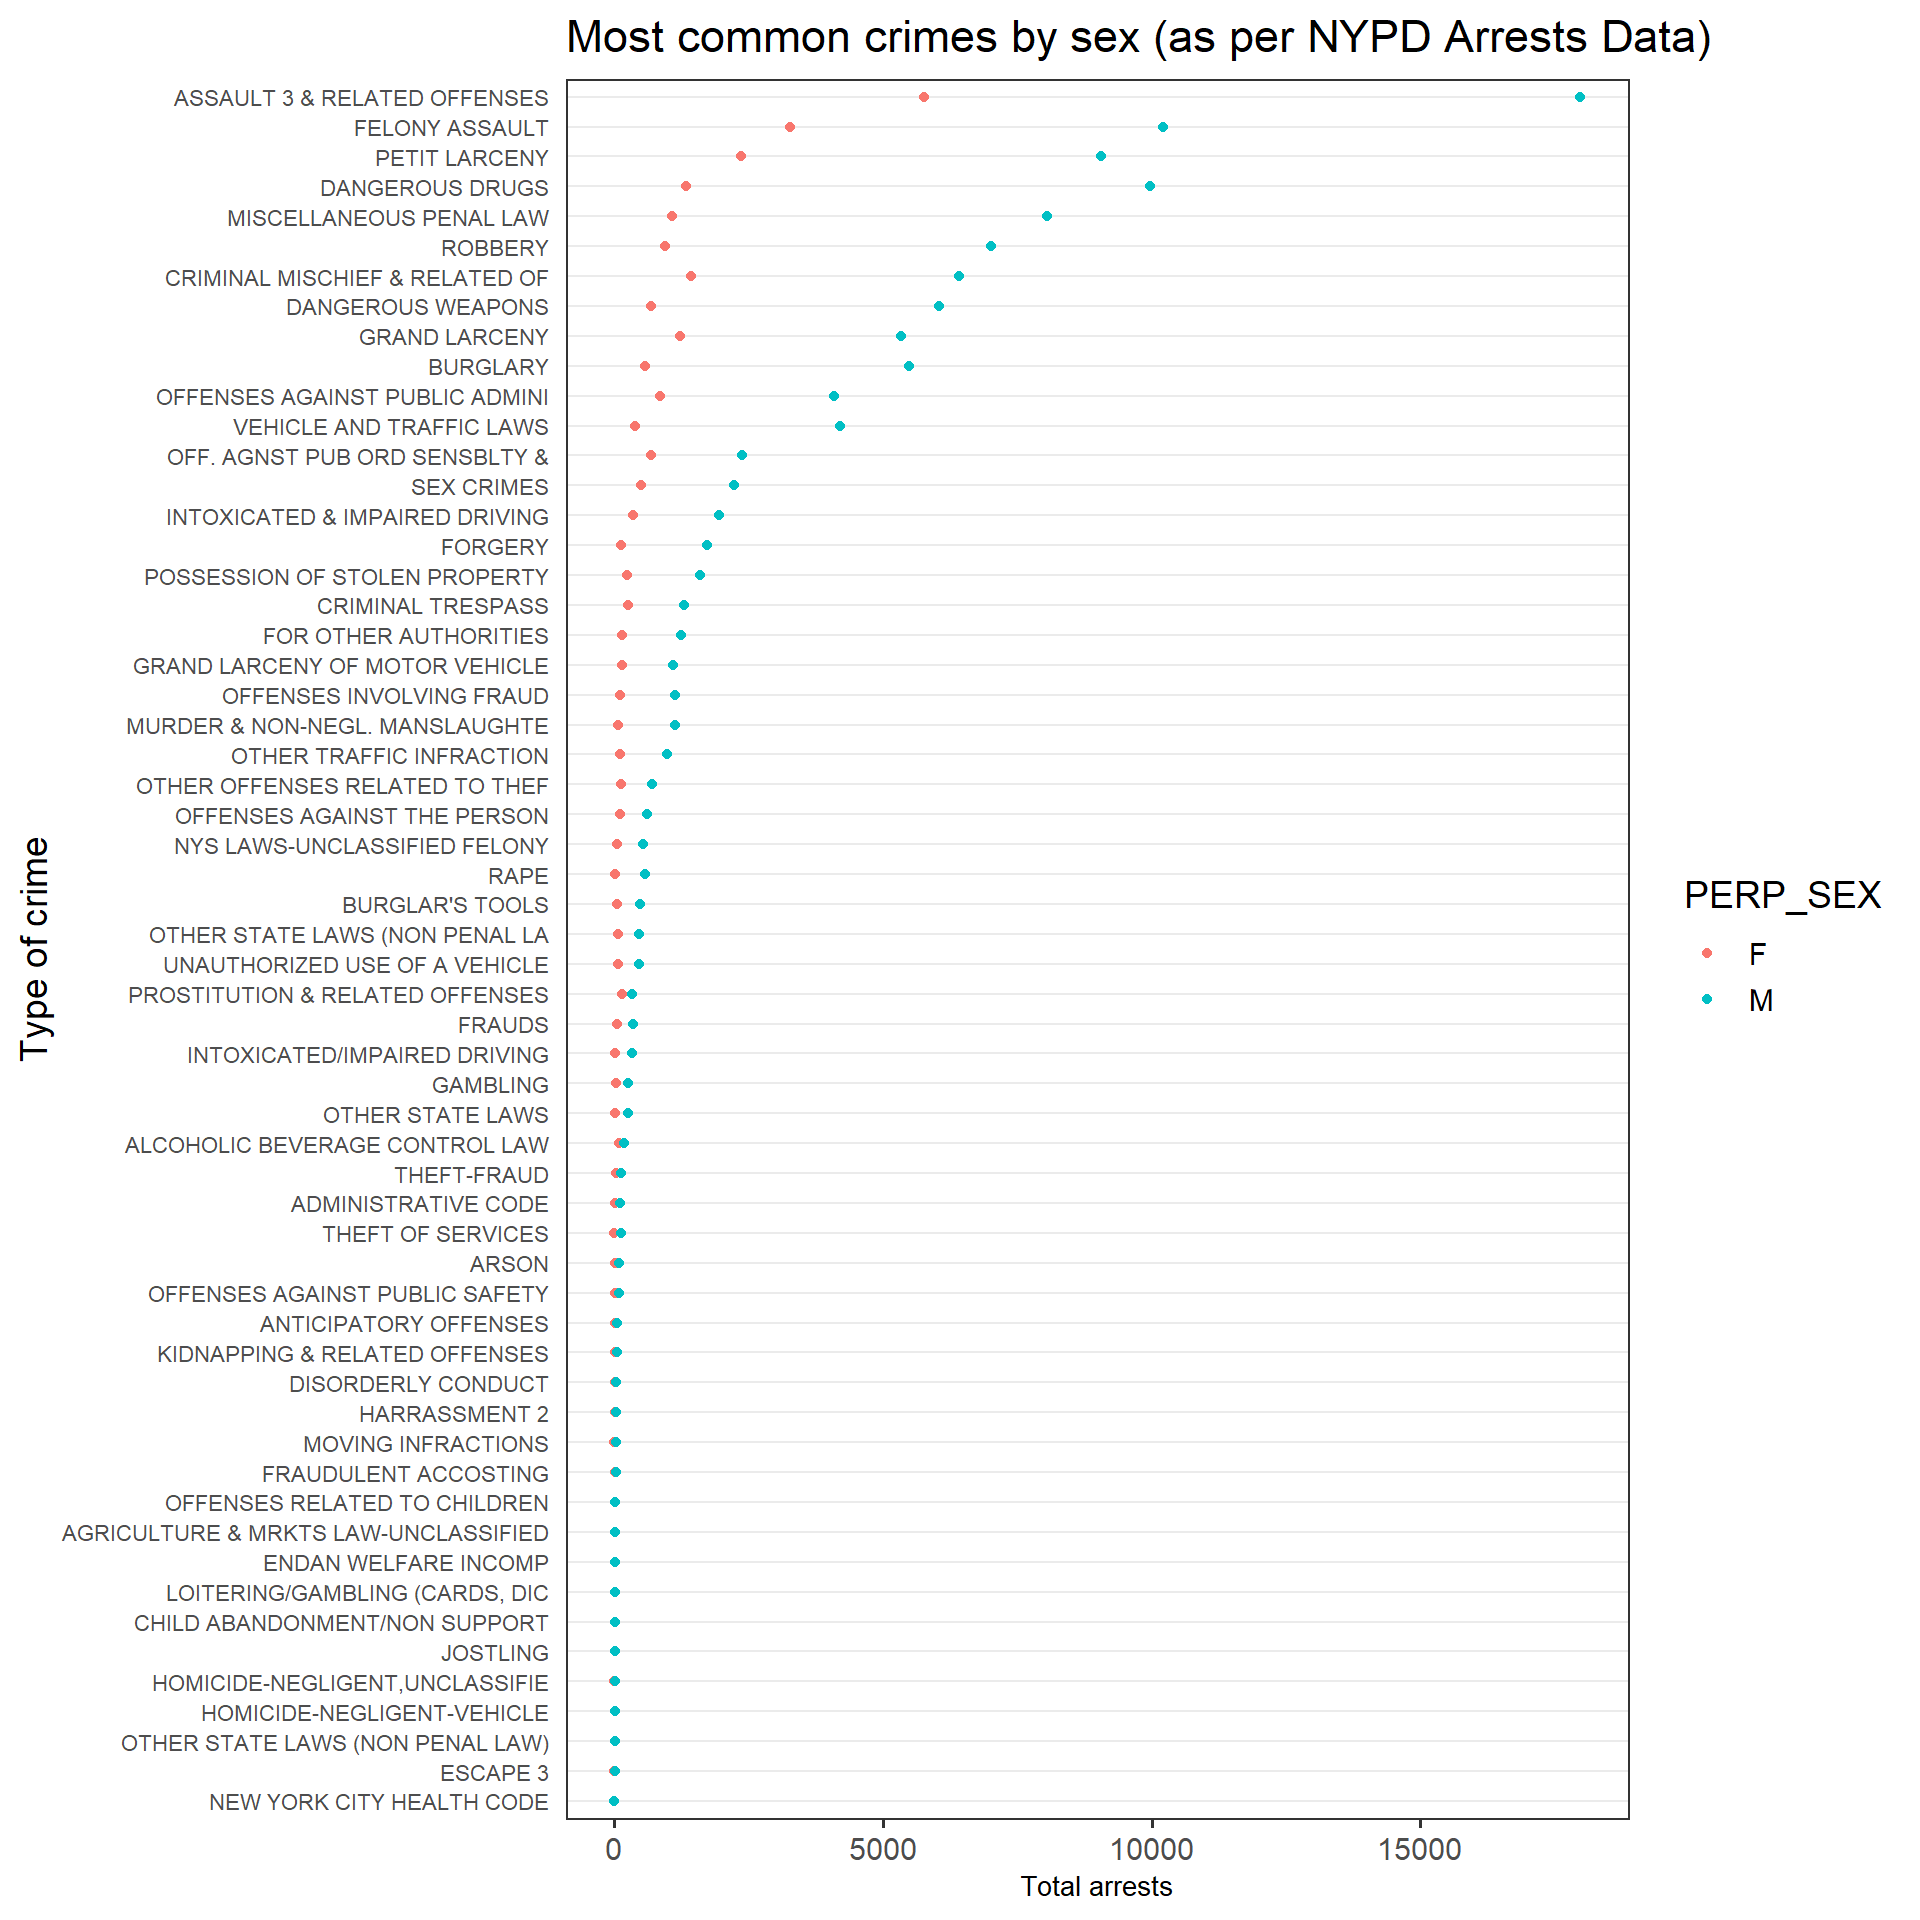 Most common crimes by sex (as per NYPD Arrests Data)
ASSAULT 3 & RELATED OFFENSES
FELONY ASSAULT
PETIT LARCENY
DANGEROUS DRUGS
MISCELLANEOUS PENAL LAW
ROBBERY
CRIMINAL MISCHIEF & RELATED OF
DANGEROUS WEAPONS
GRAND LARCENY
BURGLARY
OFFENSES AGAINST PUBLIC ADMINI
VEHICLE AND TRAFFIC LAWS
OFF. AGNST PUB ORD SENSBLTY &
SEX CRIMES
INTOXICATED & IMPAIRED DRIVING
FORGERY
POSSESSION OF STOLEN PROPERTY
CRIMINAL TRESPASS
FOR OTHER AUTHORITIES
GRAND LARCENY OF MOTOR VEHICLE
OFFENSES INVOLVING FRAUD
MURDER & NON-NEGL. MANSLAUGHTE
OTHER TRAFFIC INFRACTION
OTHER OFFENSES RELATED TO THEF
OFFENSES AGAINST THE PERSON
NYS LAWS-UNCLASSIFIED FELONY
RAPE
BURGLAR'S TOOLS
OTHER STATE LAWS (NON PENAL LA
UNAUTHORIZED USE OF A VEHICLE
PROSTITUTION & RELATED OFFENSES
FRAUDS
INTOXICATED/IMPAIRED DRIVING
GAMBLING
OTHER STATE LAWS
ALCOHOLIC BEVERAGE CONTROL LAW
THEFT-FRAUD
ADMINISTRATIVE CODE
THEFT OF SERVICES
ARSON
OFFENSES AGAINST PUBLIC SAFETY
ANTICIPATORY OFFENSES
KIDNAPPING & RELATED OFFENSES
DISORDERLY CONDUCT
HARRASSMENT 2
MOVING INFRACTIONS
FRAUDULENT ACCOSTING
OFFENSES RELATED TO CHILDREN
AGRICULTURE & MRKTS LAW-UNCLASSIFIED
ENDAN WELFARE INCOMP
LOITERING/GAMBLING (CARDS, DIC
CHILD ABANDONMENT/NON SUPPORT
JOSTLING
HOMICIDE-NEGLIGENT,UNCLASSIFIE
HOMICIDE-NEGLIGENT-VEHICLE
OTHER STATE LAWS (NON PENAL LAW)
ESCAPE 3
NEW YORK CITY HEALTH CODE
0 5000 10000 15000
Total arrests
Type of crime
PERP_SEX
F
M